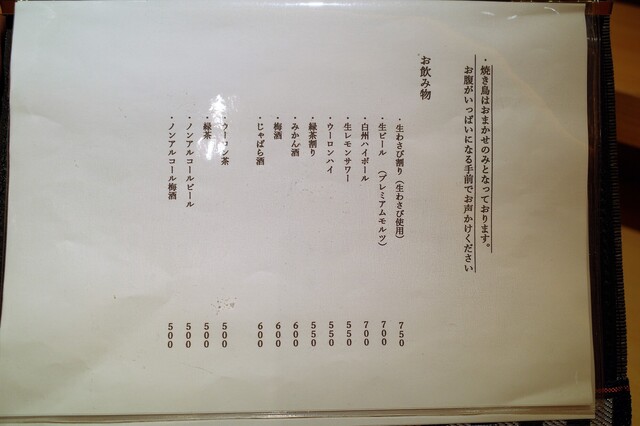 ・焼き鳥はおまかせのみとなっております。
お腹がいっぱいになる手前でお声かけください
お飲み物
・生わさび割り(生わさび使用) 750
・生ビール (プレミアムモルツ) 700
・白州ハイボール 700
・生レモンサワー 550
・ウーロンハイ 550
・緑茶割り 550
・みかん酒 600
・梅酒 600
・じゃばら酒 600
・ウーロン茶 500
・緑茶 500
・ノンアルコールビール 500
・ノンアルコール梅酒 500